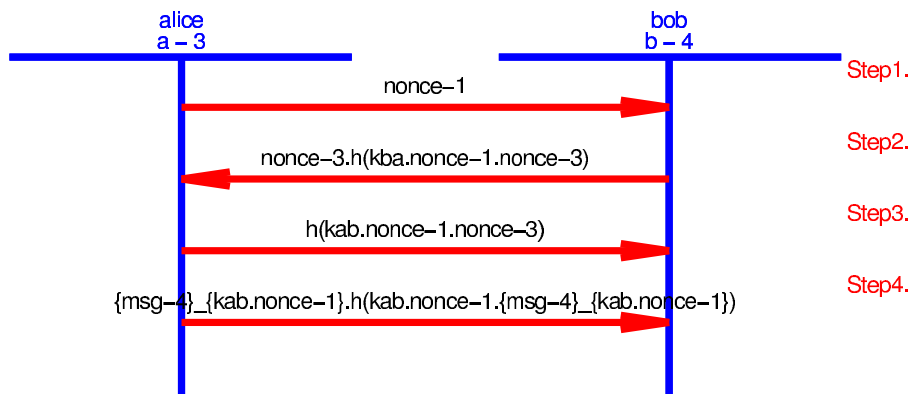 alice
a-3
bob
b-4
Step1.
nonce-1
Step2.
nonce-3.h(kba.nonce-1.nonce-3)
Step3.
h(kab.nonce-1.nonce-3)
Step4.
{msg-4}_{kab.nonce-1}.h(kab.nonce-1.{msg-4}_{kab.nonce-1})